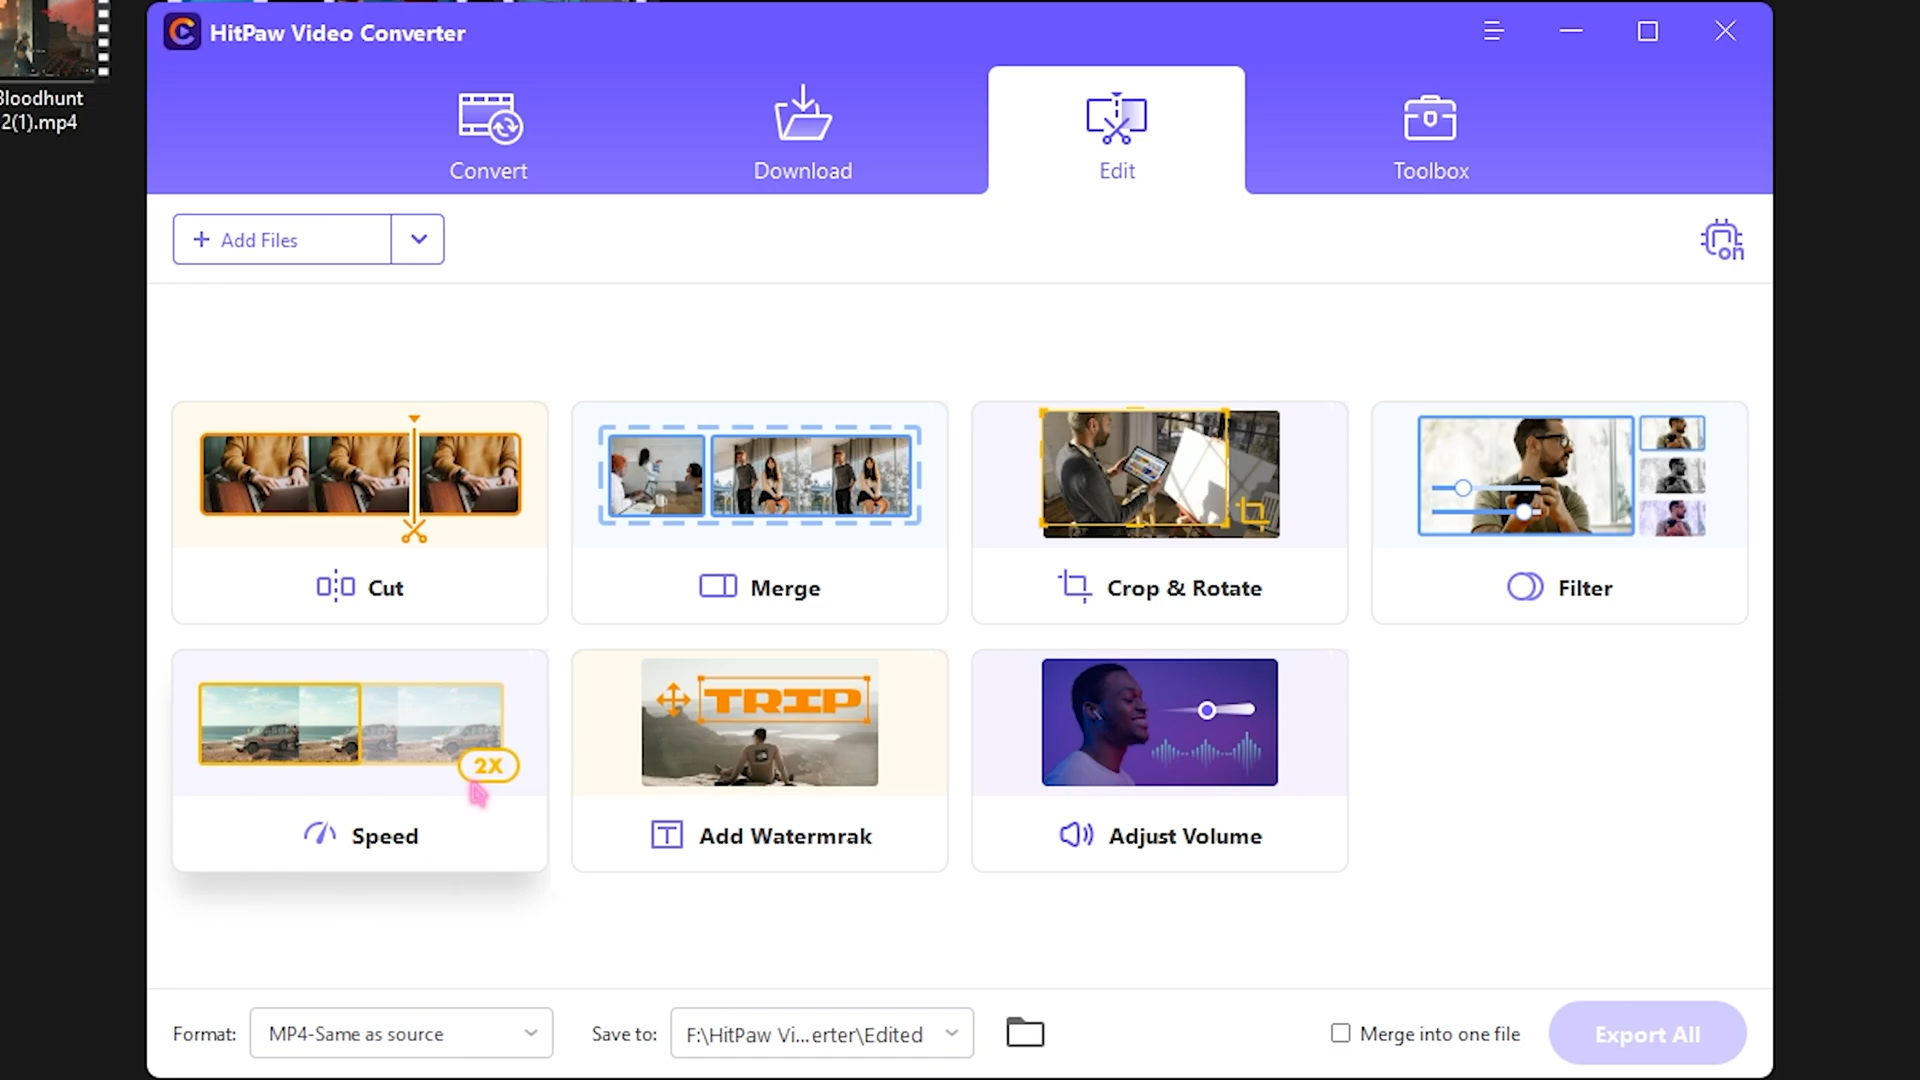 HitPaw Video Converter
2(1).mp4
Convert
Download
Edit
Toolbox
+ Add Files
on
Cut
Merge
Crop & Rotate
Filter
TRIP
2X
Speed
Add Watermrak
Adjust Volume
Format:
MP4-Same as source
Save to:
F:\HitPaw Vi...erter\Edited
Merge into one file
Export All